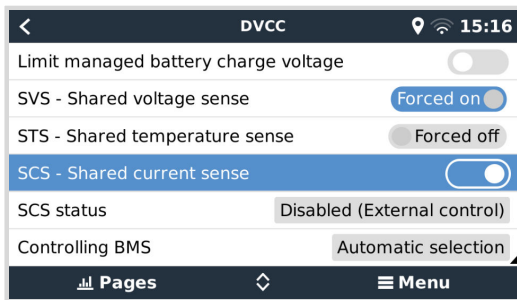 DVCC 15:16
Limit managed battery charge voltage
SVS - Shared voltage sense Forced on
STS - Shared temperature sense Forced off
SCS - Shared current sense
SCS status Disabled (External control)
Controlling BMS Automatic selection
Pages Menu